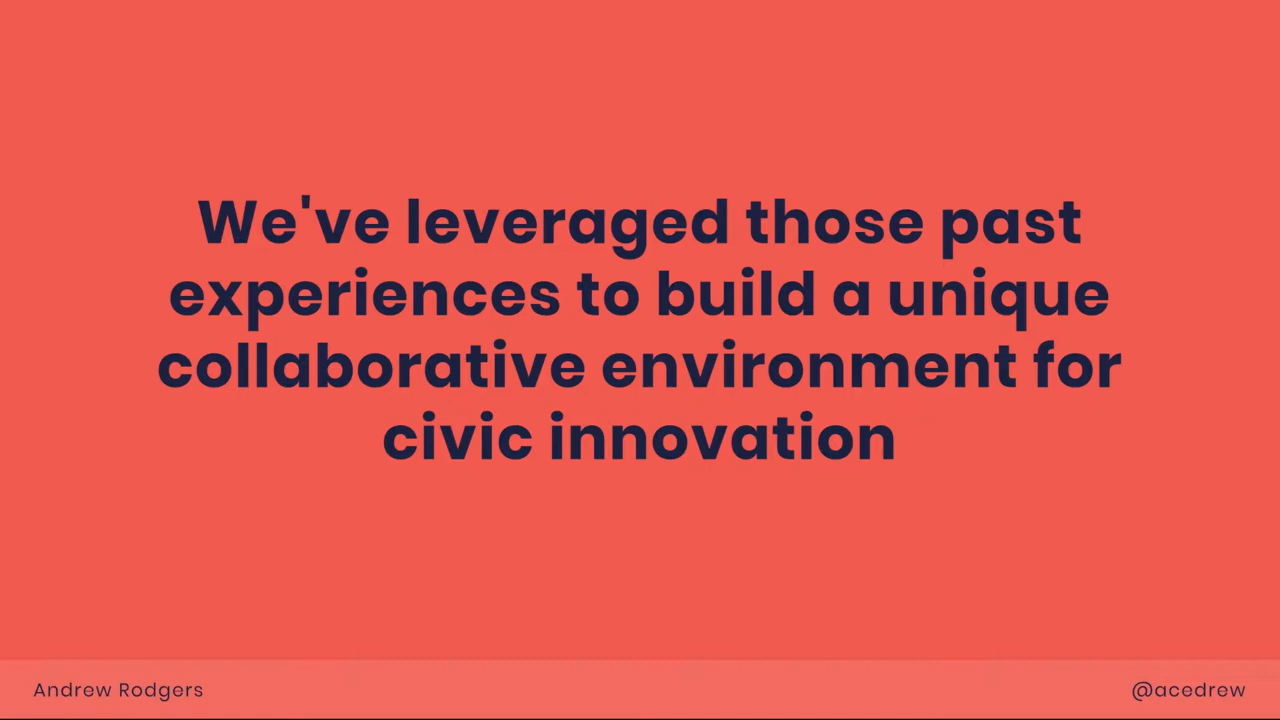 We've leveraged those past
experiences to build a unique
collaborative environment for
civic innovation
Andrew Rodgers
@acedrew